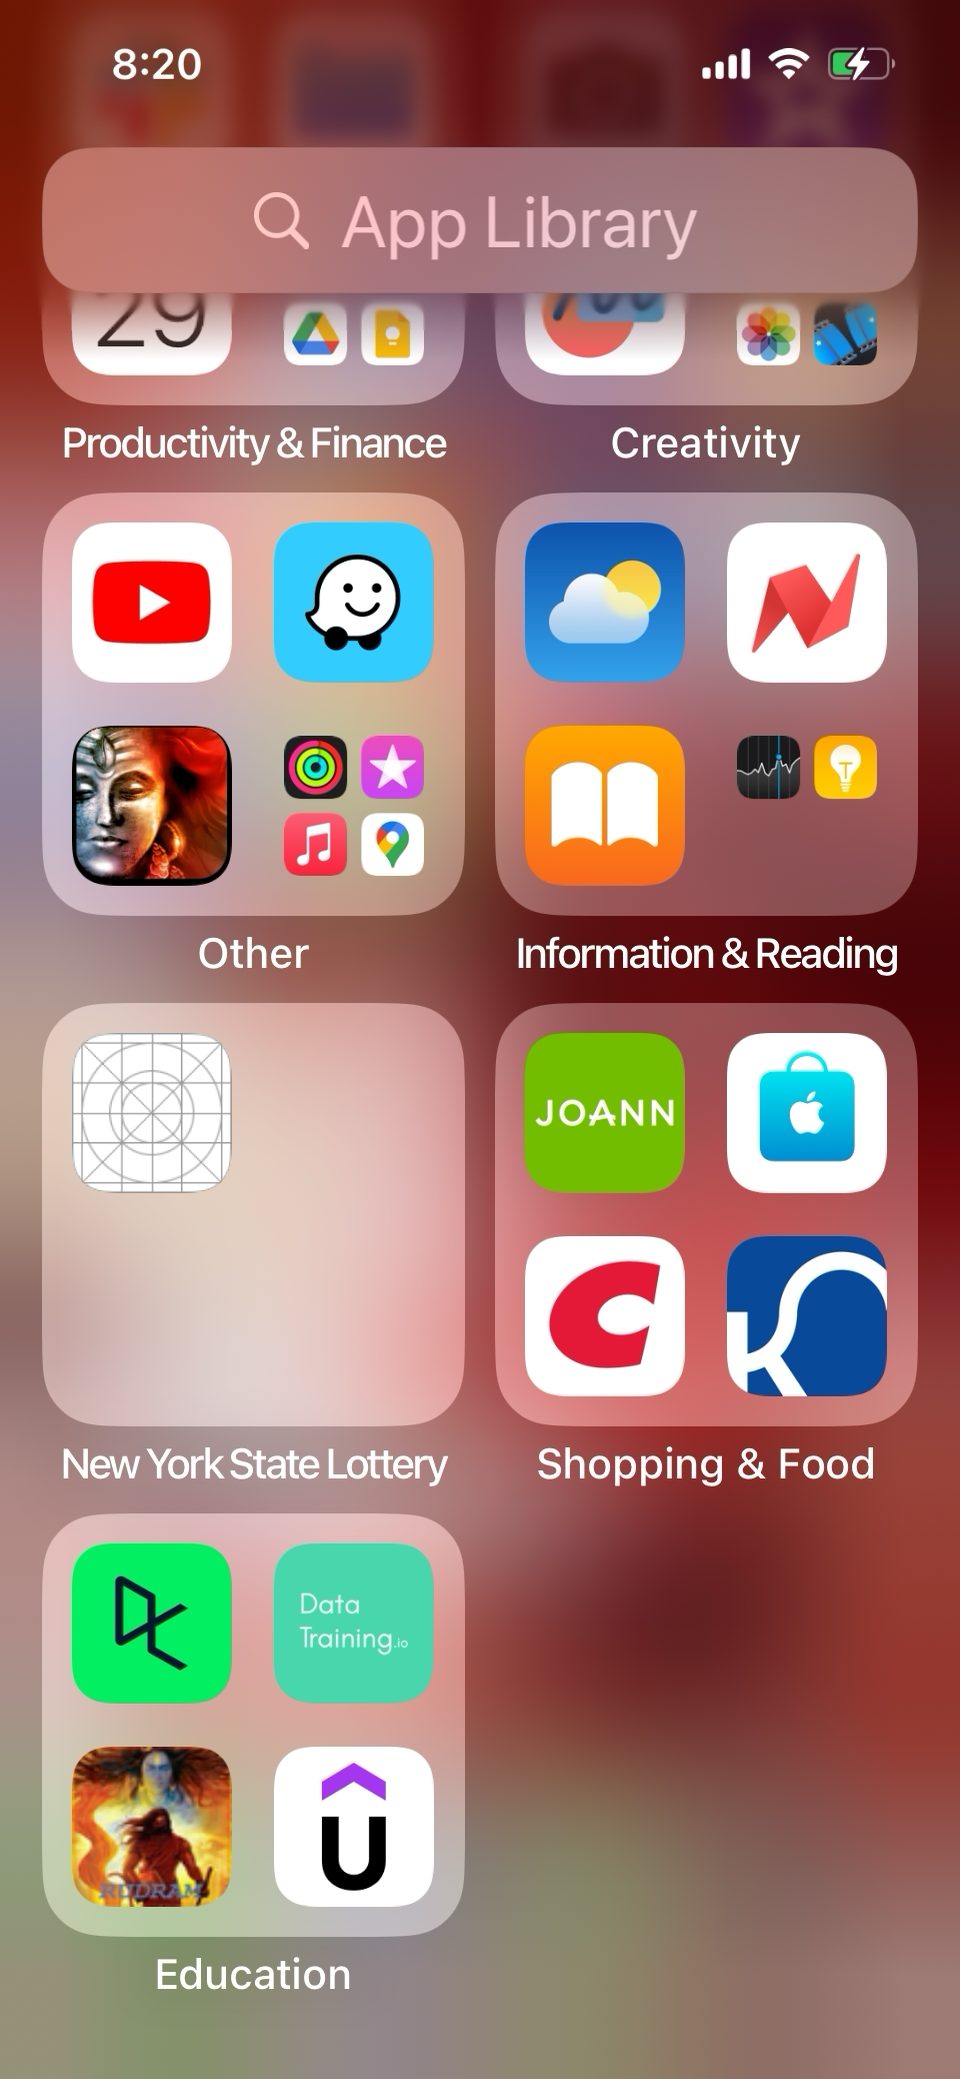 8:20
App Library
29
Productivity & Finance
Creativity
Other
Information & Reading
JOANN
New York State Lottery
Shopping & Food
Data
Training.io
RUDRAM
Education